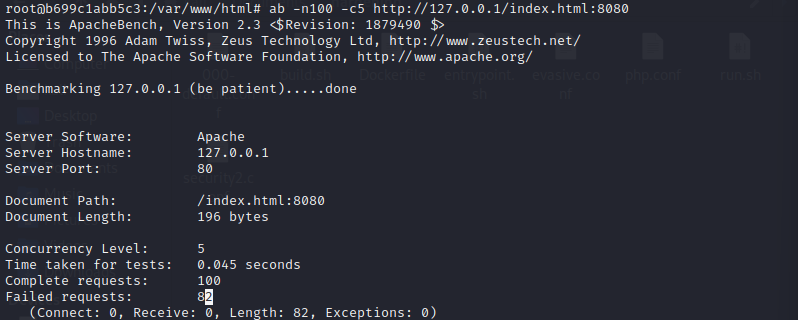 root@b699c1abb5c3:/var/www/html# ab -n100 -c5 http://127.0.0.1/index.html:8080
This is ApacheBench, Version 2.3 <$Revision: 1879490 $>
Copyright 1996 Adam Twiss, Zeus Technology Ltd, http://www.zeustech.net/
Licensed to The Apache Software Foundation, http://www.apache.org/
Benchmarking 127.0.0.1 (be patient).....done
Server Software: Apache
Server Hostname: 127.0.0.1
Server Port: 80
Document Path: /index.html:8080
Document Length: 196 bytes
Concurrency Level: 5
Time taken for tests: 0.045 seconds
Complete requests: 100
Failed requests: 82
(Connect: 0, Receive: 0, Length: 82, Exceptions: 0)